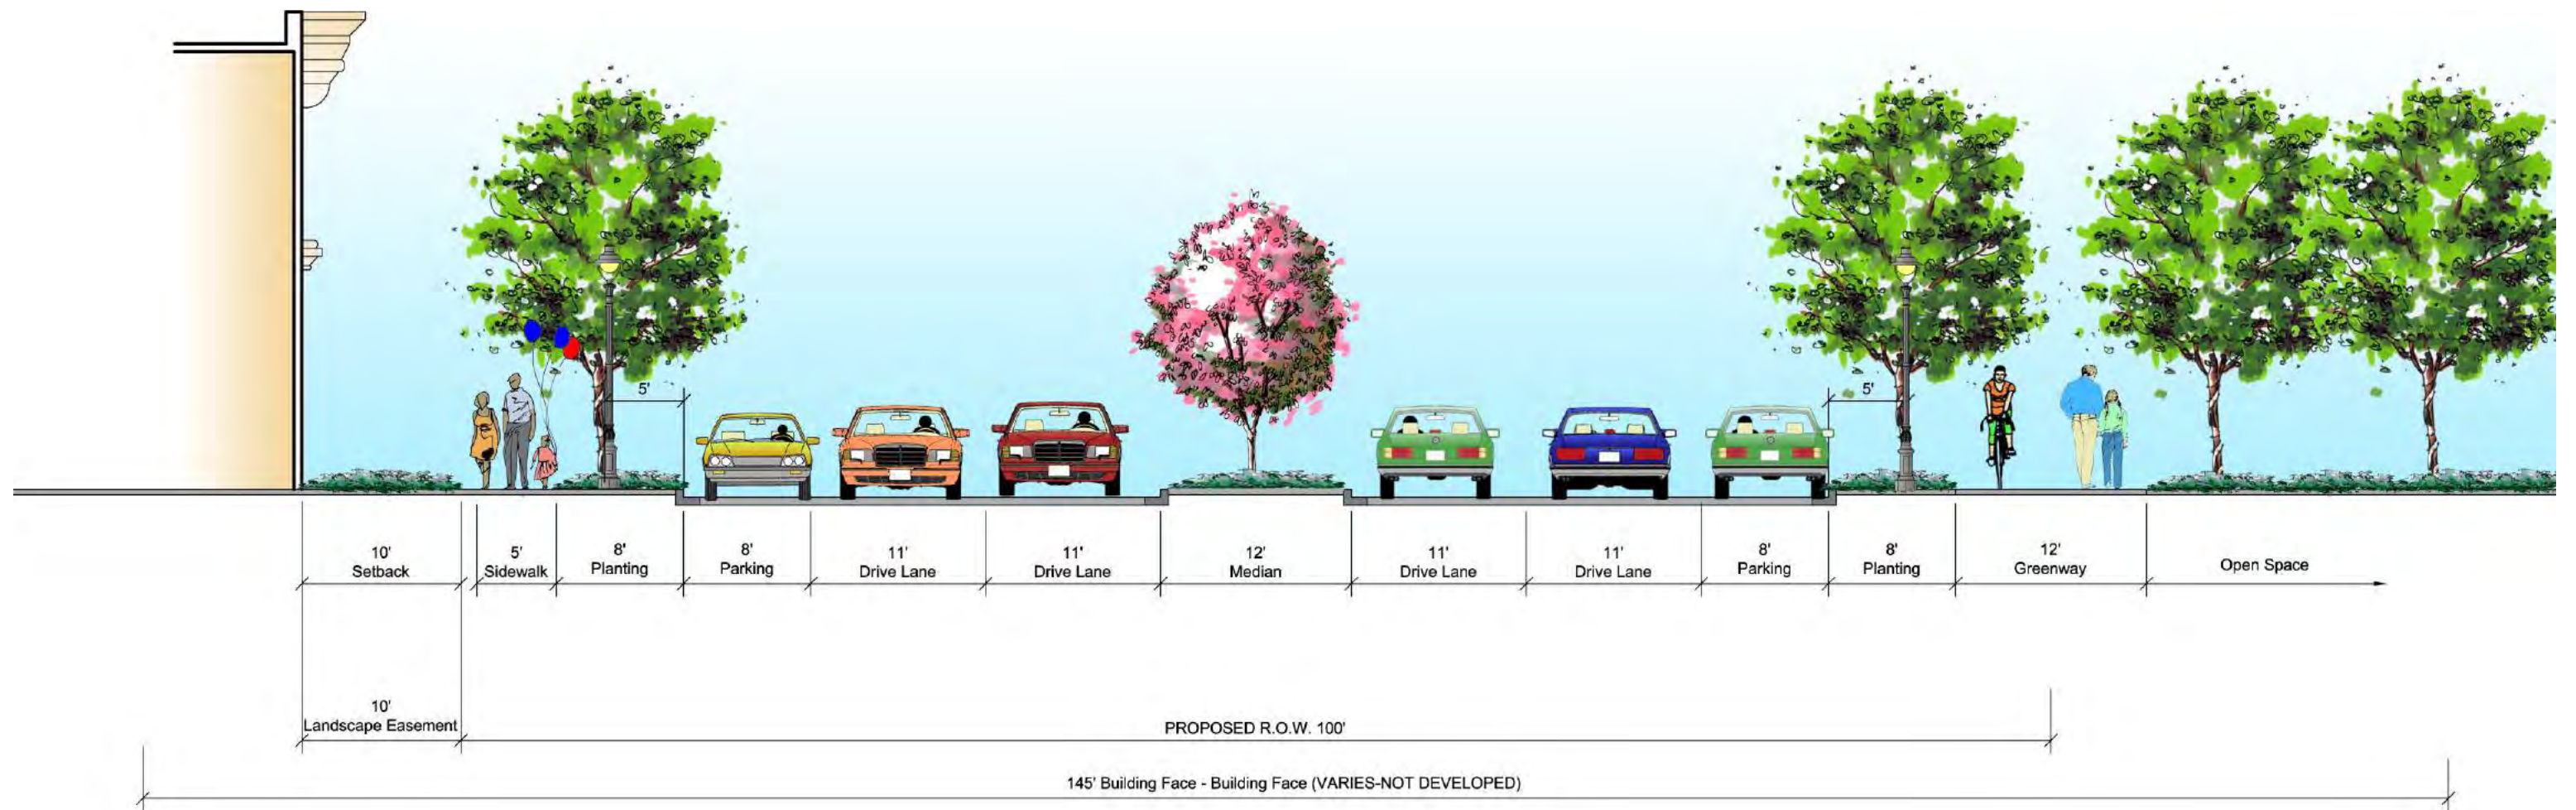 5'
5'
10'
Setback
5'
Sidewalk
8'
Planting
8'
Parking
11'
Drive Lane
11'
Drive Lane
12'
Median
11'
Drive Lane
11'
Drive Lane
8'
Parking
8'
Planting
12'
Greenway
Open Space
10'
Landscape Easement
PROPOSED R.O.W. 100'
145' Building Face - Building Face (VARIES-NOT DEVELOPED)